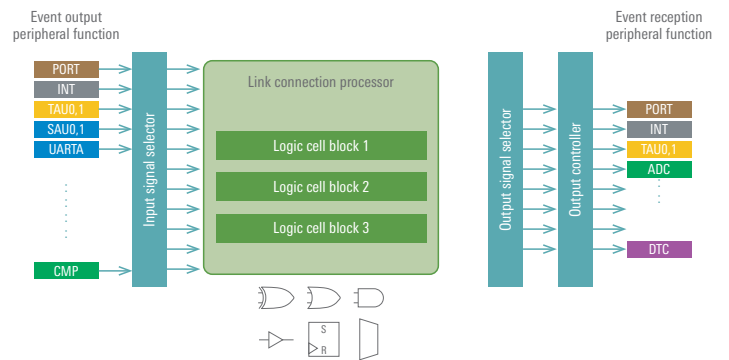 Event output
peripheral function
Event reception
peripheral function
PORT
INT
TAU0,1
SAU0,1
UARTA
CMP
Input signal selector
Link connection processor
Logic cell block 1
Logic cell block 2
Logic cell block 3
S
R
Output signal selector
Output controller
PORT
INT
TAU0,1
ADC
DTC